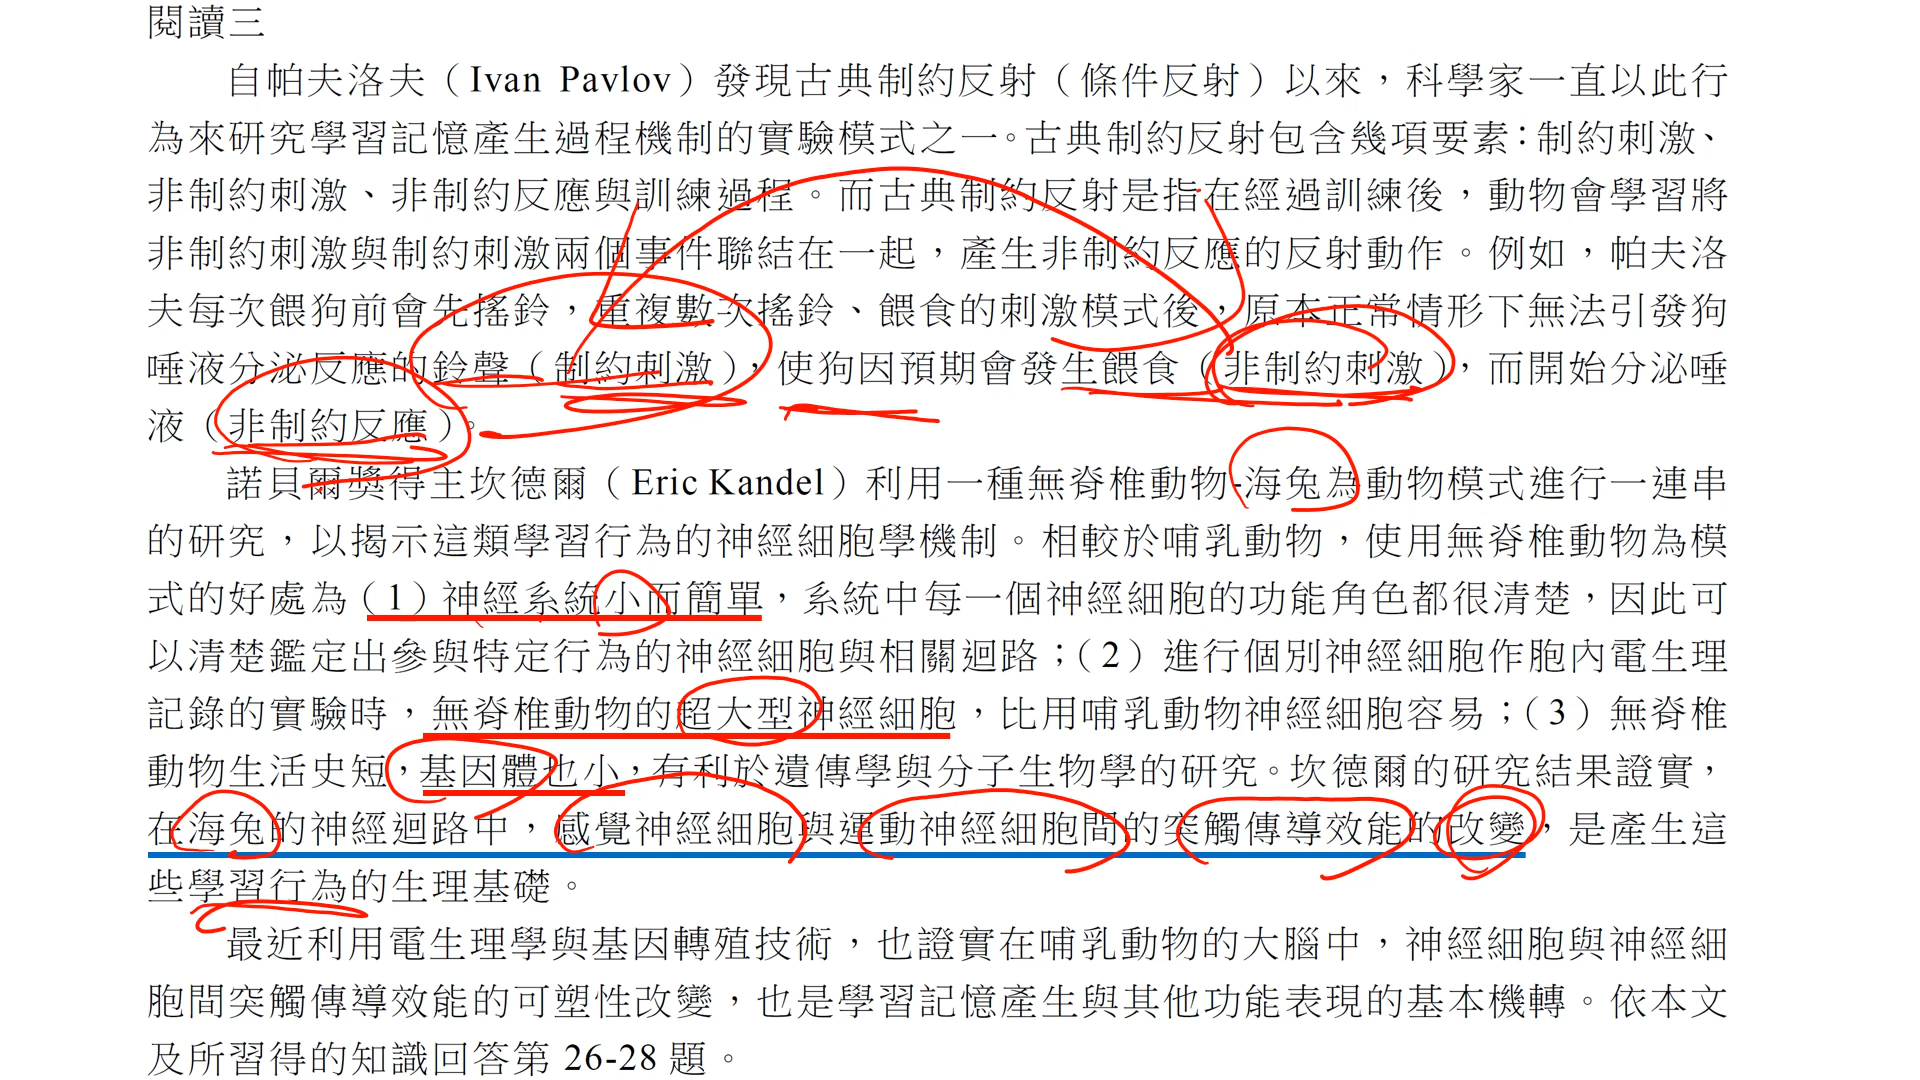 閱讀三
自帕夫洛夫（Ivan Pavlov）發現古典制約反射（條件反射）以來，科學家一直以此行
為來研究學習記憶產生過程機制的實驗模式之一。古典制約反射包含幾項要素：制約刺激、
非制約刺激、非制約反應與訓練過程。而古典制約反射是指在經過訓練後，動物會學習將
非制約刺激與制約刺激兩個事件聯結在一起，產生非制約反應的反射動作。例如，帕夫洛
夫每次餵狗前會先搖鈴，重複數次搖鈴、餵食的刺激模式後，原本正常情形下無法引發狗
唾液分泌反應的鈴聲（制約刺激），使狗因預期會發生餵食（非制約刺激），而開始分泌唾
液（非制約反應）。
諾貝爾獎得主坎德爾（Eric Kandel）利用一種無脊椎動物-海兔為動物模式進行一連串
的研究，以揭示這類學習行為的神經細胞學機制。相較於哺乳動物，使用無脊椎動物為模
式的好處為（1）神經系統小而簡單，系統中每一個神經細胞的功能角色都很清楚，因此可
以清楚鑑定出參與特定行為的神經細胞與相關迴路；（2）進行個別神經細胞作胞內電生理
記錄的實驗時，無脊椎動物的超大型神經細胞，比用哺乳動物神經細胞容易；（3）無脊椎
動物生活史短，基因體也小，有利於遺傳學與分子生物學的研究。坎德爾的研究結果證實，
在海兔的神經迴路中，感覺神經細胞與運動神經細胞間的突觸傳導效能的改變，是產生這
些學習行為的生理基礎。
最近利用電生理學與基因轉殖技術，也證實在哺乳動物的大腦中，神經細胞與神經細
胞間突觸傳導效能的可塑性改變，也是學習記憶產生與其他功能表現的基本機轉。依本文
及所習得的知識回答第 26-28 題。